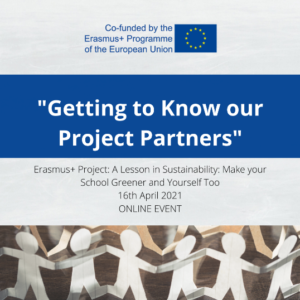 Co-funded by the
Erasmus+ Programme
of the European Union
"Getting to Know our
Project Partners"
Erasmus+ Project: A Lesson in Sustainability: Make your
School Greener and Yourself Too
16th April 2021
ONLINE EVENT